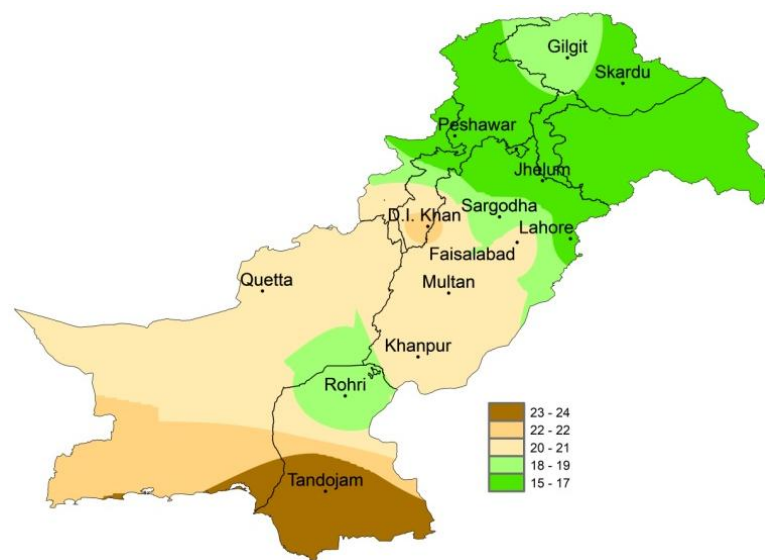 Gilgit
Skardu
Peshawar
Jhelum
Sargodha
D.I. Khan
Lahore
Faisalabad
Quetta
Multan
Khanpur
Rohri
Tandojam
23 - 24
22 - 22
20 - 21
18 - 19
15 - 17